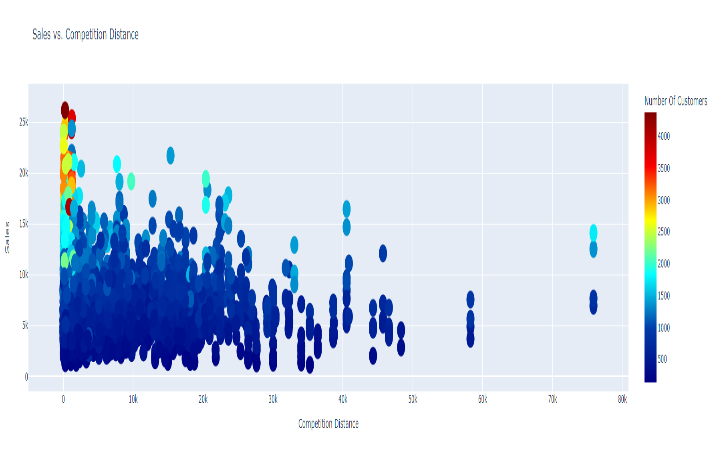 Sales vs. Competition Distance
Number Of Customers
25k
20k
15k
10k
5k
0
Sales
0
10k
20k
30k
40k
50k
60k
70k
80k
Competition Distance
4000
3500
3000
2500
2000
1500
1000
500